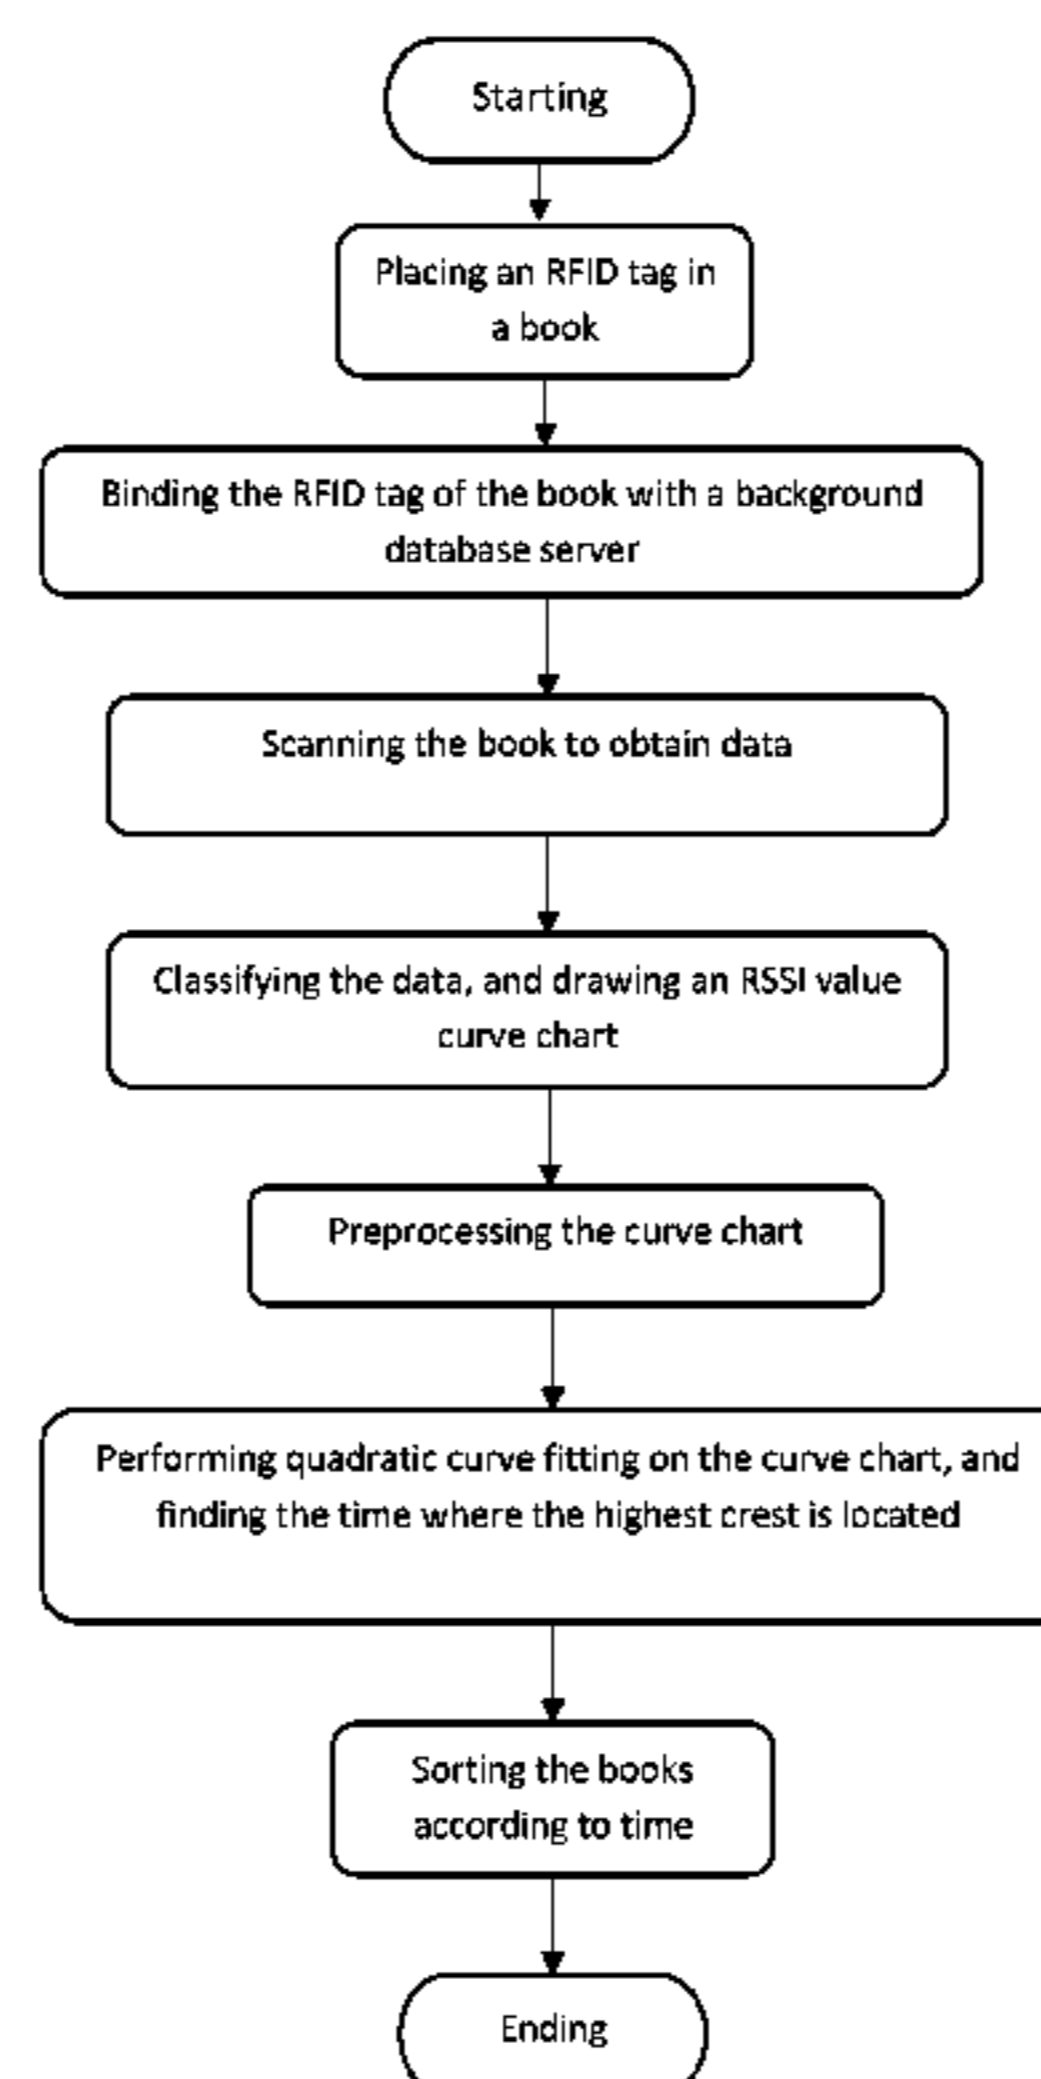 Starting
Placing an RFID tag in
a book
Binding the RFID tag of the book with a background
database server
Scanning the book to obtain data
Classifying the data, and drawing an RSSI value
curve chart
Preprocessing the curve chart
Performing quadratic curve fitting on the curve chart, and
finding the time where the highest crest is located
Sorting the books
according to time
Ending